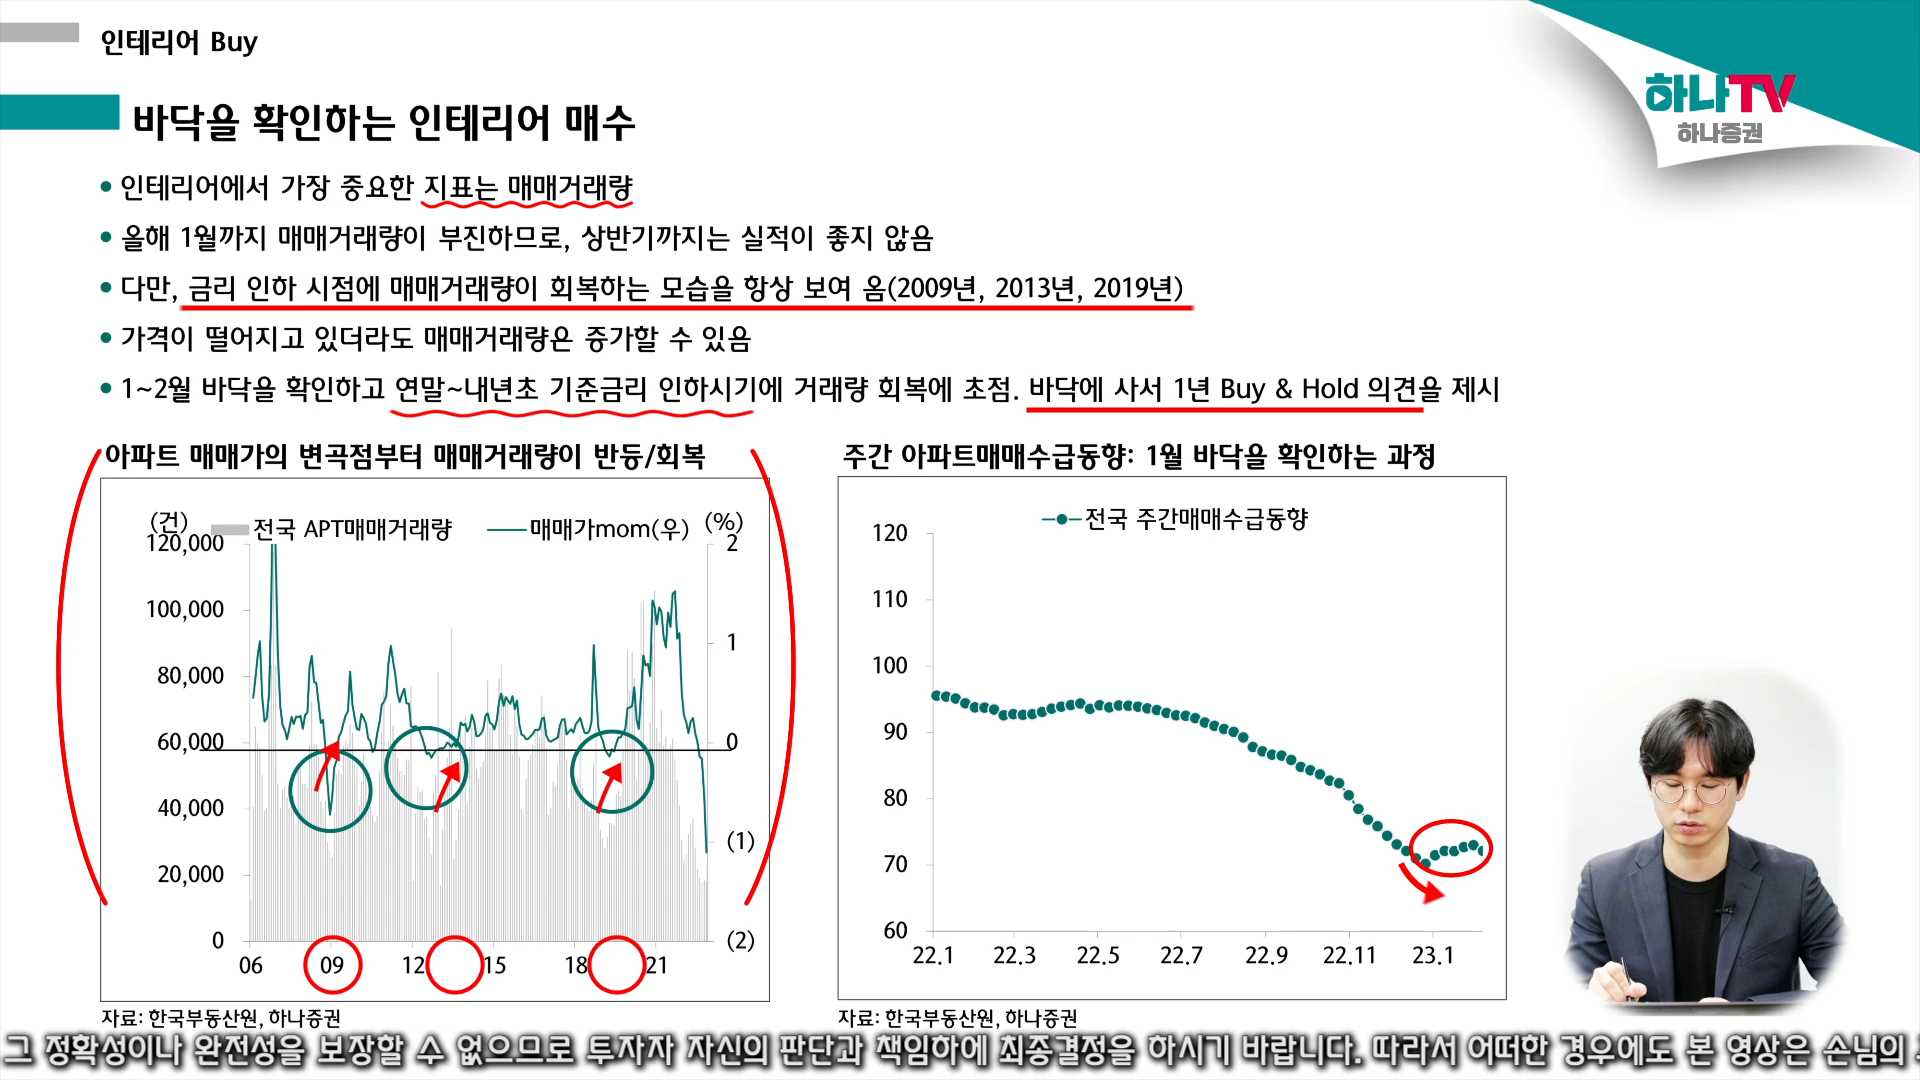 인테리어 Buy
하나TV
하나증권
바닥을 확인하는 인테리어 매수
• 인테리어에서 가장 중요한 지표는 매매거래량
• 올해 1월까지 매매거래량이 부진하므로, 상반기까지는 실적이 좋지 않음
• 다만, 금리 인하 시점에 매매거래량이 회복하는 모습을 항상 보여 옴(2009년, 2013년, 2019년)
• 가격이 떨어지고 있더라도 매매거래량은 증가할 수 있음
• 1~2월 바닥을 확인하고 연말~내년초 기준금리 인하시기에 거래량 회복에 초점. 바닥에 사서 1년 Buy & Hold 의견을 제시
아파트 매매가의 변곡점부터 매매거래량이 반등/회복
(건)
전국 APT매매거래량
매매가mom(우)
(%)
120,000
100,000
80,000
60,000
40,000
20,000
0
2
1
0
(1)
(2)
06 09 12 15 18 21
자료: 한국부동산원, 하나증권
주간 아파트매매수급동향: 1월 바닥을 확인하는 과정
전국 주간매매수급동향
120
110
100
90
80
70
60
22.1 22.3 22.5 22.7 22.9 22.11 23.1
자료: 한국부동산원, 하나증권
그 정확성이나 완전성을 보장할 수 없으므로 투자자 자신의 판단과 책임하에 최종결정을 하시기 바랍니다. 따라서 어떠한 경우에도 본 영상은 손님의